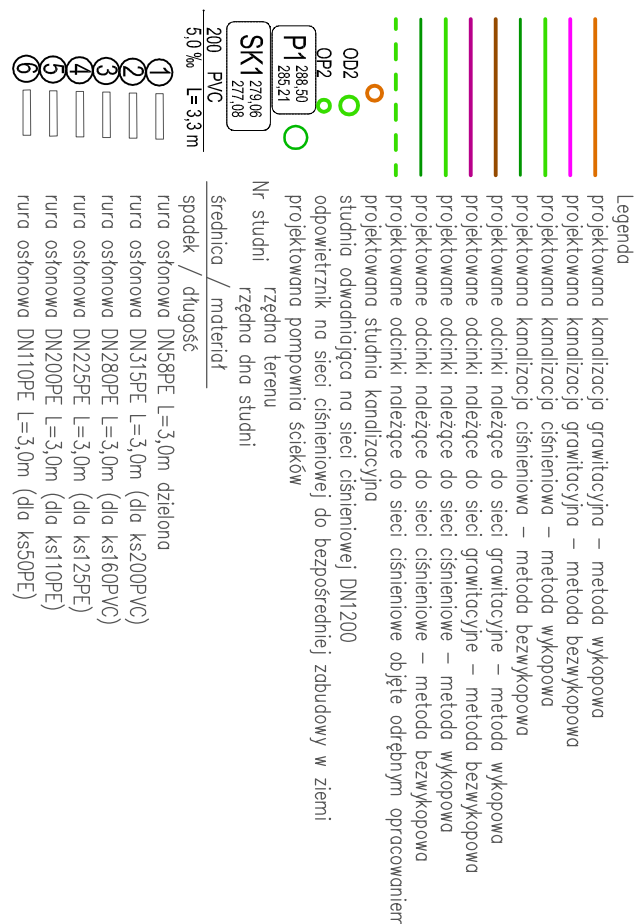 Legenda
projektowana kanalizacja grawitacyjna – metoda wykopowa
projektowana kanalizacja grawitacyjna – metoda bezwykopowa
projektowana kanalizacja ciśnieniowa – metoda wykopowa
projektowana kanalizacja ciśnieniowa – metoda bezwykopowa
projektowane odcinki należące do sieci grawitacyjne – metoda wykopowa
projektowane odcinki należące do sieci grawitacyjne – metoda bezwykopowa
projektowane odcinki należące do sieci ciśnieniowe – metoda wykopowa
projektowane odcinki należące do sieci ciśnieniowe – metoda bezwykopowa
projektowane odcinki należące do sieci ciśnieniowe objęte odrębnym opracowaniem
projektowana studnia kanalizacyjna
OD2 studnia odwadniająca na sieci ciśnieniowej DN1200
OP2 odpowietrznik na sieci ciśnieniowej do bezpośredniej zabudowy w ziemi
P1 288,50 285,21 projektowana pompownia ścieków
SK1 279,06 277,08
Nr studni rzędna terenu
rzędna dna studni
200 PVC średnica / materiał
5,0 ‰ L= 3,3 m spadek / długość
1 rura osłonowa DN58PE L=3,0m dzielona
2 rura osłonowa DN315PE L=3,0m (dla ks200PVC)
3 rura osłonowa DN280PE L=3,0m (dla ks160PVC)
4 rura osłonowa DN225PE L=3,0m (dla ks125PE)
5 rura osłonowa DN200PE L=3,0m (dla ks110PE)
6 rura osłonowa DN110PE L=3,0m (dla ks50PE)